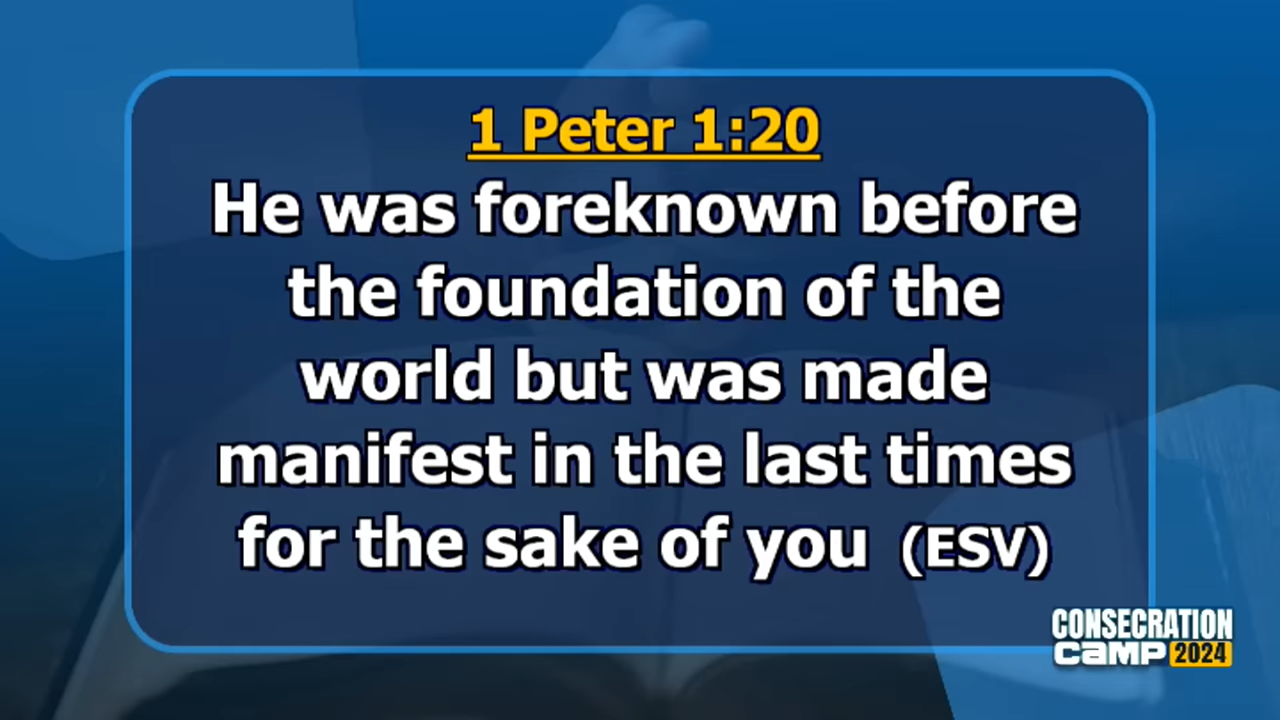 1 Peter 1:20
He was foreknown before
the foundation of the
world but was made
manifest in the last times
for the sake of you (ESV)
CONSECRATION
CAMP 2024